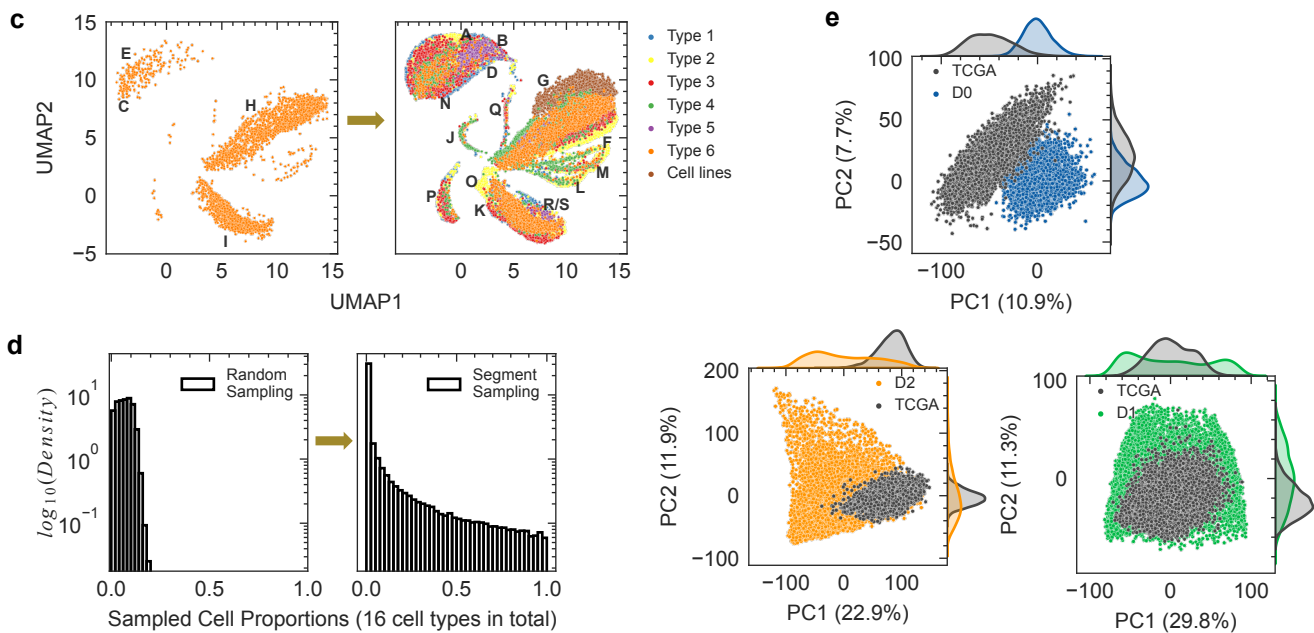 c
15
10
5
0
−5
UMAP2
E
C
H
I
0
5
10
15
A
B
D
N
G
Q
J
F
M
L
O
P
K
R/S
0
5
10
15
UMAP1
Type 1
Type 2
Type 3
Type 4
Type 5
Type 6
Cell lines
d
log10(Density)
10^1
10^0
10^−1
Random
Sampling
0.0
0.5
1.0
Segment
Sampling
0.0
0.5
1.0
Sampled Cell Proportions (16 cell types in total)
e
100
50
0
−50
PC2 (7.7%)
TCGA
D0
−100
0
PC1 (10.9%)
200
100
0
−100
PC2 (11.9%)
D2
TCGA
−100
0
100
PC1 (22.9%)
100
0
PC2 (11.3%)
TCGA
D1
−100
0
100
PC1 (29.8%)